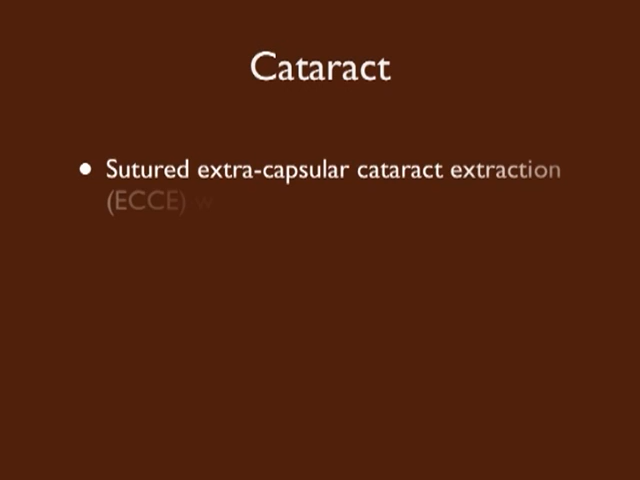 Cataract
• Sutured extra-capsular cataract extraction
(ECCE) w